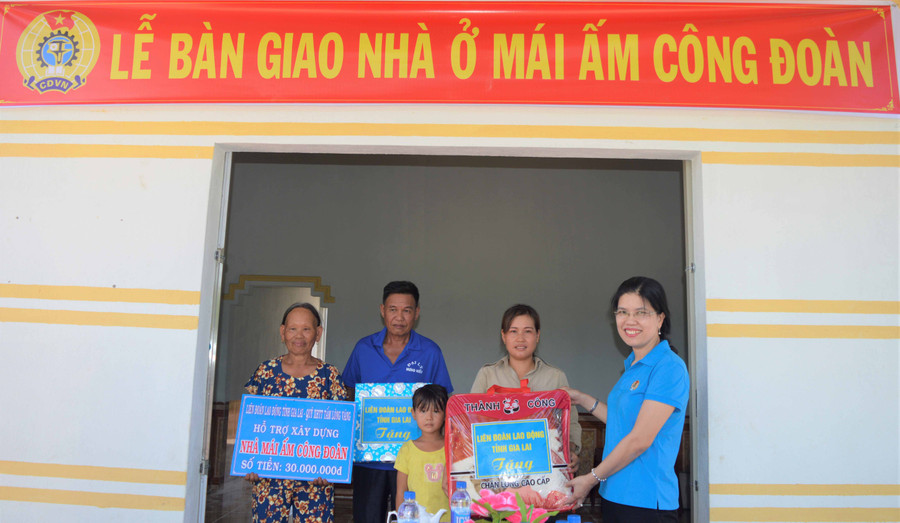 LỄ BÀN GIAO NHÀ Ở MÁI ẤM CÔNG ĐOÀN
CĐVN
LIÊN ĐOÀN LAO ĐỘNG TỈNH GIA LAI - QUỸ XHTT TẤM LÒNG VÀNG
HỖ TRỢ XÂY DỰNG
NHÀ MÁI ẤM CÔNG ĐOÀN
SỐ TIỀN: 30.000.000đ
LIÊN ĐOÀN LAO ĐỘNG
TỈNH GIA LAI
Tặng
THÀNH CÔNG
LIÊN ĐOÀN LAO ĐỘNG
TỈNH GIA LAI
Tặng
CHĂN LÔNG CAO CẤP